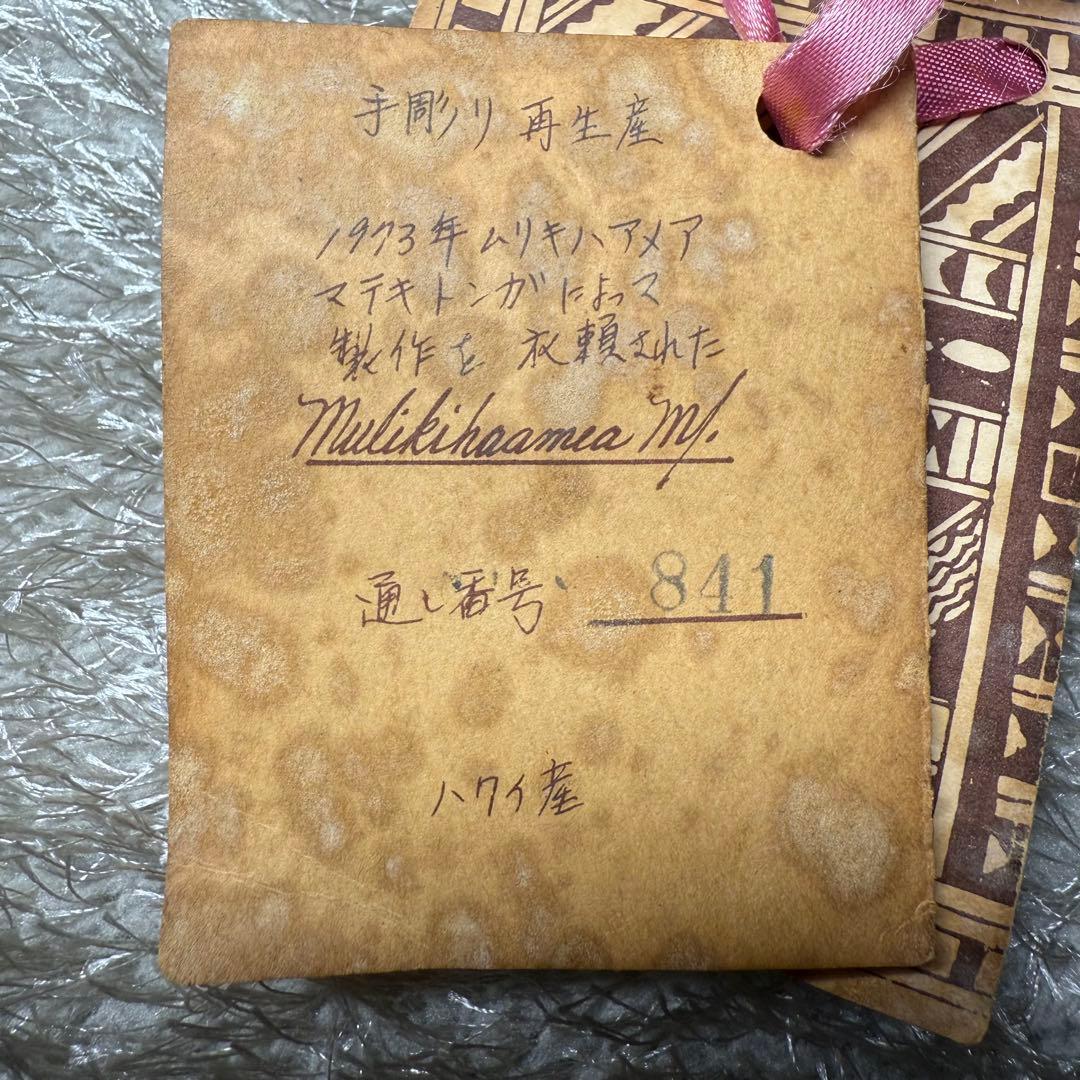 手彫り 再生産
1973年 ムリキハアメア
マテキトンガによって
製作を 衣頼された
Mulikihaamea M/.
通し番号 841
ハワイ産